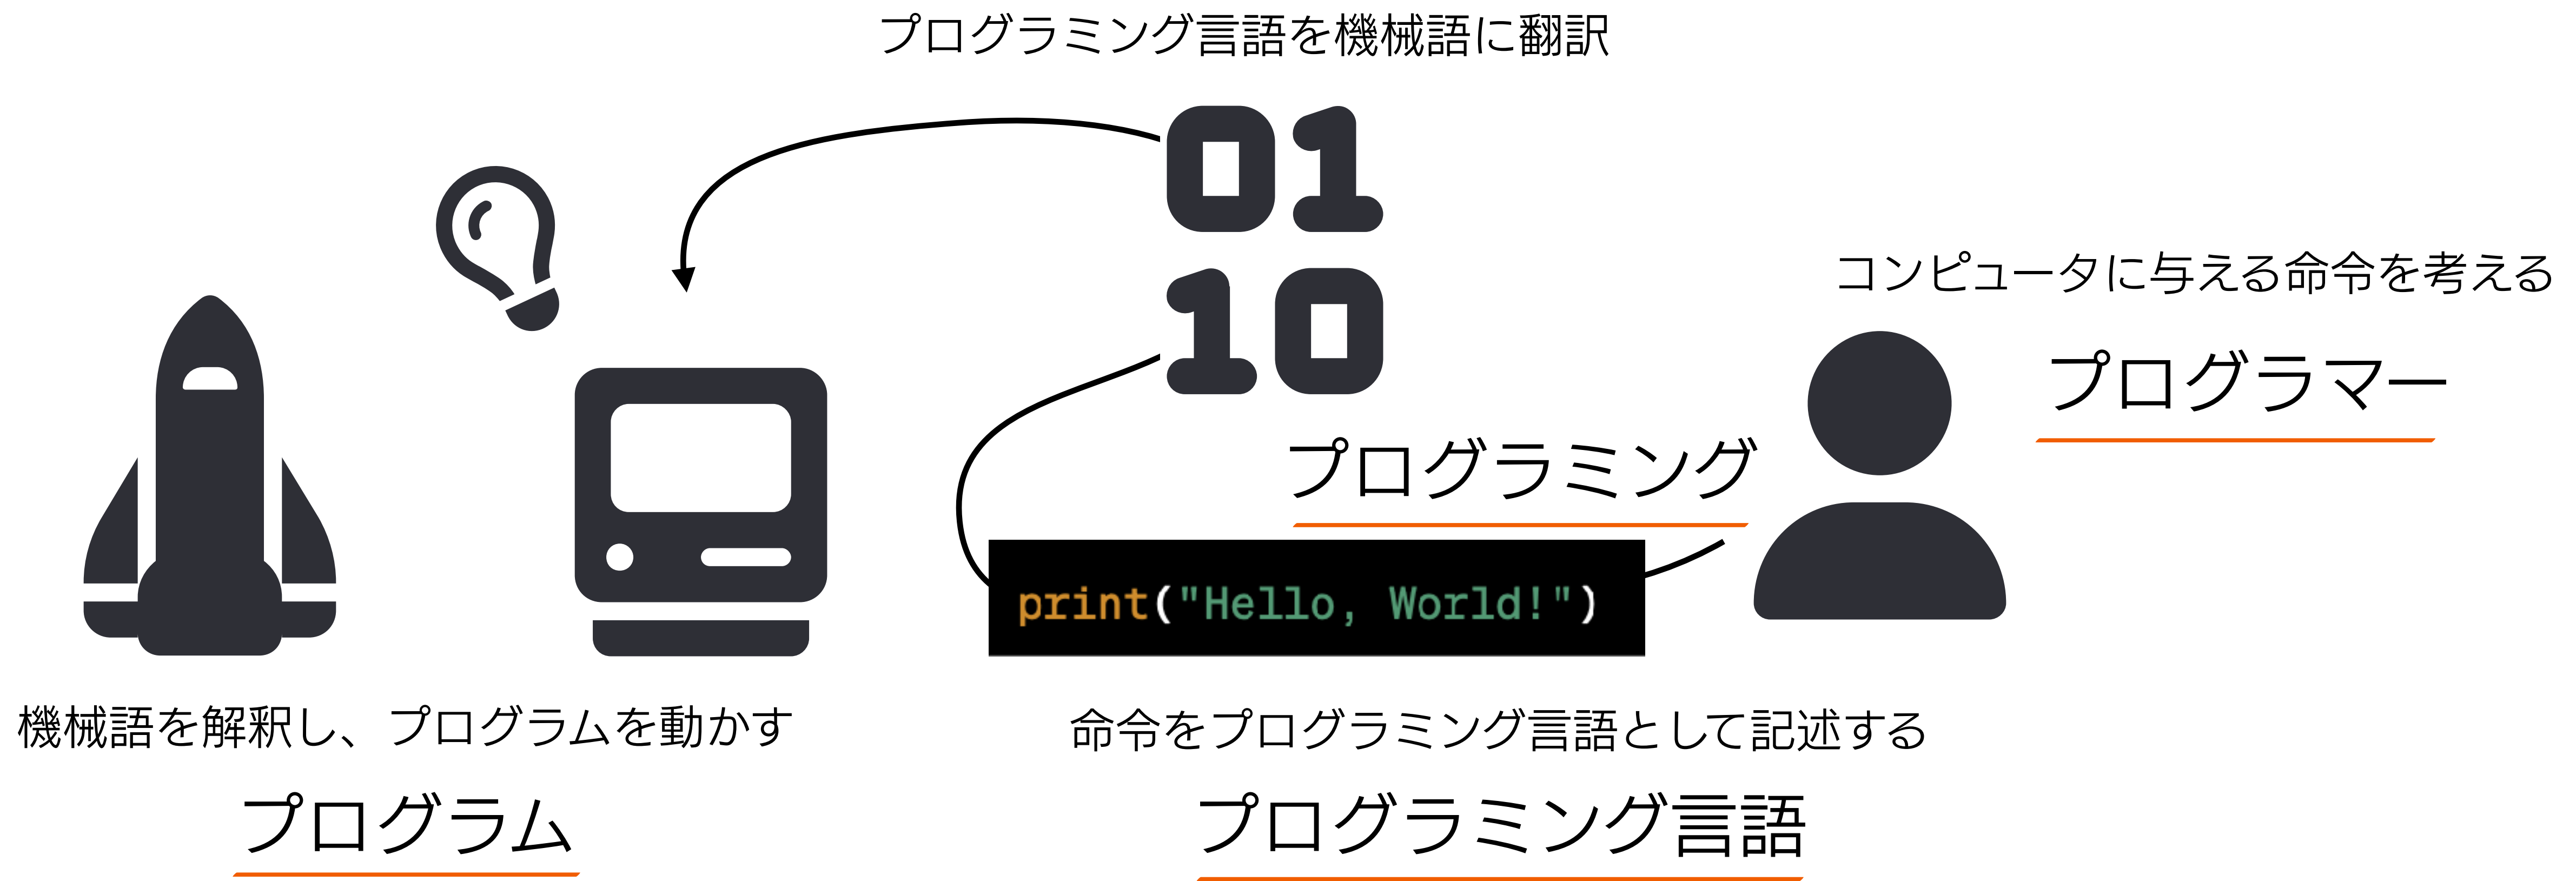 プログラミング言語を機械語に翻訳
01
10
コンピュータに与える命令を考える
プログラマー
プログラミング
print("Hello, World!")
機械語を解釈し、プログラムを動かす
命令をプログラミング言語として記述する
プログラム
プログラミング言語